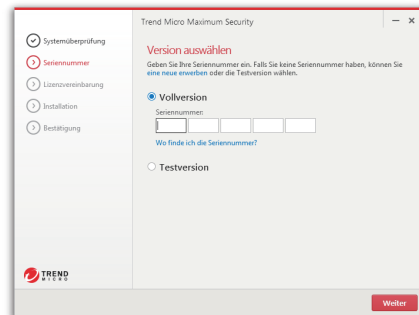 Trend Micro Maximum Security
Systemüberprüfung
Seriennummer
Lizenzvereinbarung
Installation
Bestätigung
Version auswählen
Geben Sie Ihre Seriennummer ein. Falls Sie keine Seriennummer haben, können Sie
eine neue erwerben oder die Testversion wählen.
Vollversion
Seriennummer:
Wo finde ich die Seriennummer?
Testversion
TREND
MICRO
Weiter